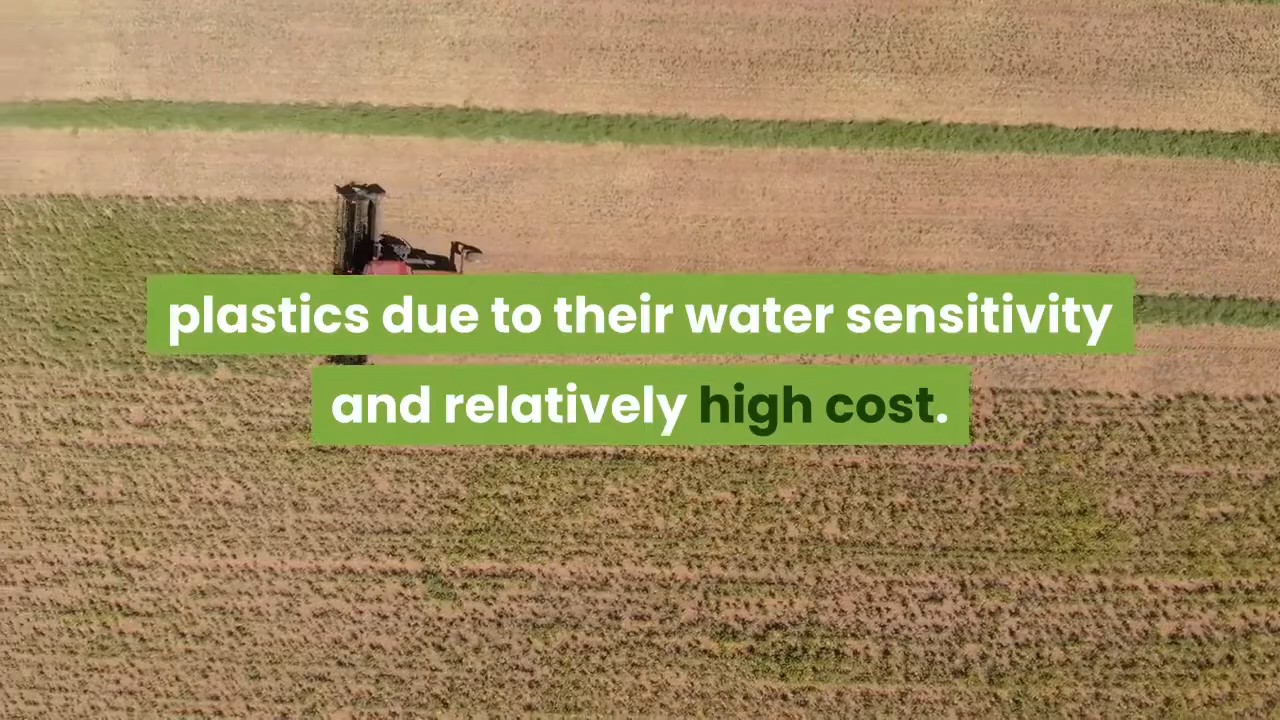 plastics due to their water sensitivity
and relatively high cost.